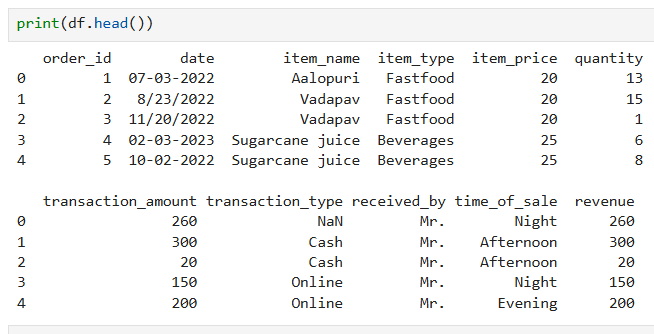 print(df.head())
order_id date item_name item_type item_price quantity
0 1 07-03-2022 Aalopuri Fastfood 20 13
1 2 8/23/2022 Vadapav Fastfood 20 15
2 3 11/20/2022 Vadapav Fastfood 20 1
3 4 02-03-2023 Sugarcane juice Beverages 25 6
4 5 10-02-2022 Sugarcane juice Beverages 25 8
transaction_amount transaction_type received_by time_of_sale revenue
0 260 NaN Mr. Night 260
1 300 Cash Mr. Afternoon 300
2 20 Cash Mr. Afternoon 20
3 150 Online Mr. Night 150
4 200 Online Mr. Evening 200